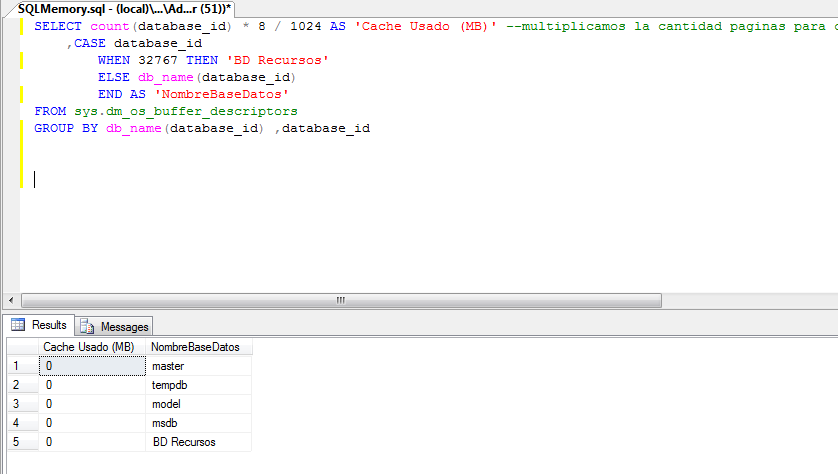 SQLMemory.sql - (local)\...\Ad...r (51))*
SELECT count(database_id) * 8 / 1024 AS 'Cache Usado (MB)' --multiplicamos la cantidad paginas para
,CASE database_id
WHEN 32767 THEN 'BD Recursos'
ELSE db_name(database_id)
END AS 'NombreBaseDatos'
FROM sys.dm_os_buffer_descriptors
GROUP BY db_name(database_id) ,database_id
Results Messages
Cache Usado (MB) NombreBaseDatos
1 0 master
2 0 tempdb
3 0 model
4 0 msdb
5 0 BD Recursos